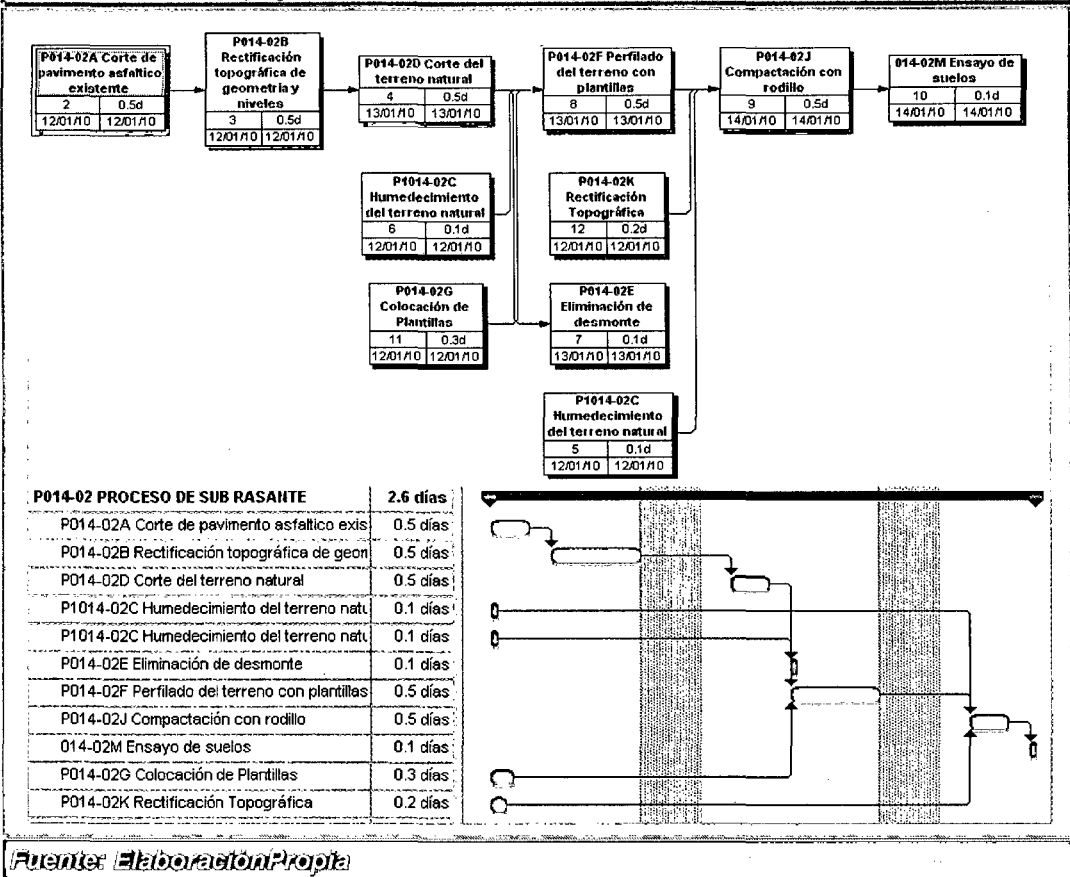 P014-02A Corte de
pavimento asfaltico
existente
2 0.5d
12/01/10 12/01/10
P014-02B
Rectificación
topográfica de
geometría y
niveles
3 0.5d
12/01/10 12/01/10
P014-02D Corte del
terreno natural
4 0.5d
13/01/10 13/01/10
P014-02F Perfilado
del terreno con
plantillas
8 0.5d
13/01/10 13/01/10
P014-02J
Compactación con
rodillo
9 0.5d
14/01/10 14/01/10
014-02M Ensayo de
suelos
10 0.1d
14/01/10 14/01/10
P1014-02C
Humedecimiento
del terreno natural
6 0.1d
12/01/10 12/01/10
P014-02K
Rectificación
Topográfica
12 0.2d
12/01/10 12/01/10
P014-02G
Colocación de
Plantillas
11 0.3d
12/01/10 12/01/10
P014-02E
Eliminación de
desmonte
7 0.1d
13/01/10 13/01/10
P1014-02C
Humedecimiento
del terreno natural
5 0.1d
12/01/10 12/01/10
P014-02 PROCESO DE SUB RASANTE 2.6 días
P014-02A Corte de pavimento asfaltico exis 0.5 días
P014-02B Rectificación topográfica de geon 0.5 días
P014-02D Corte del terreno natural 0.5 días
P1014-02C Humedecimiento del terreno natu 0.1 días
P1014-02C Humedecimiento del terreno natu 0.1 días
P014-02E Eliminación de desmonte 0.1 días
P014-02F Perfilado del terreno con plantillas 0.5 días
P014-02J Compactación con rodillo 0.5 días
014-02M Ensayo de suelos 0.1 días
P014-02G Colocación de Plantillas 0.3 días
P014-02K Rectificación Topográfica 0.2 días
Fuente: ElaboraciónPropia